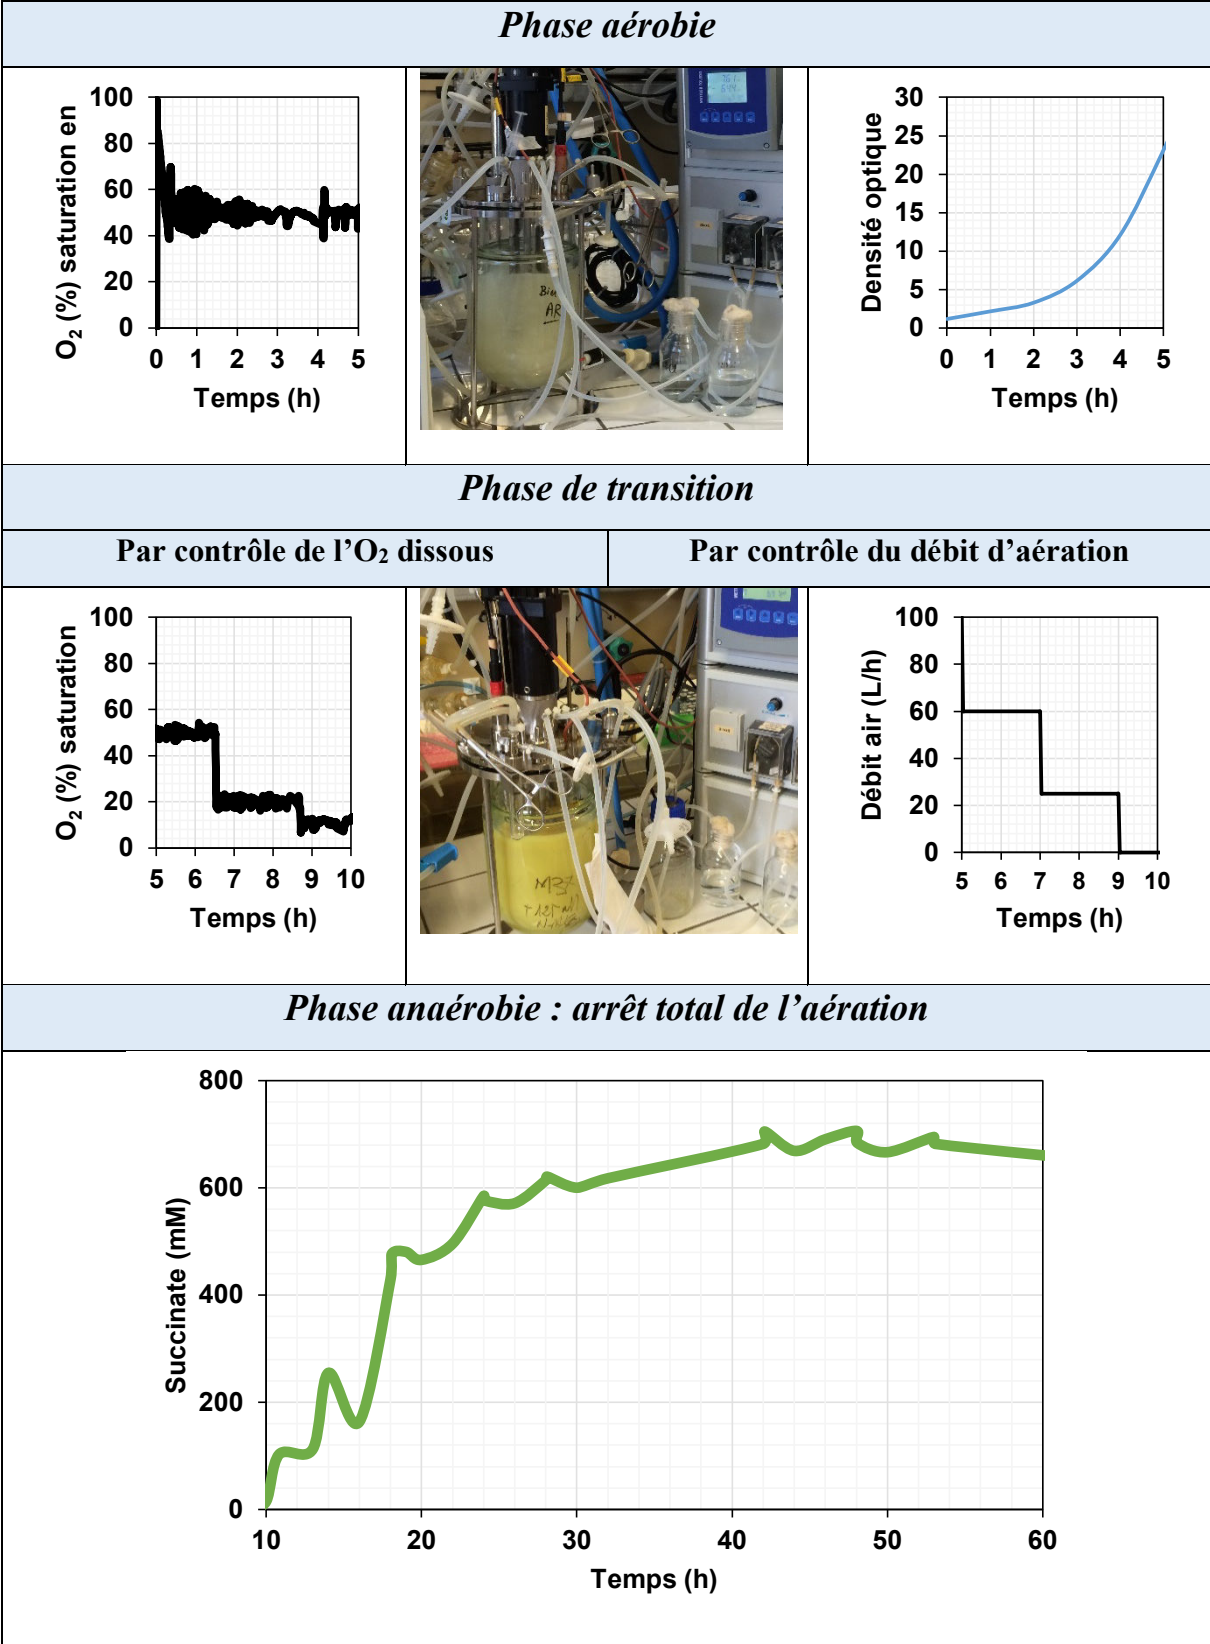 Phase aérobie
O2 (%) saturation en
100
80
60
40
20
0
0 1 2 3 4 5
Temps (h)
Densité optique
30
25
20
15
10
5
0
0 1 2 3 4 5
Temps (h)
AR
Phase de transition
Par contrôle de l'O2 dissous
Par contrôle du débit d'aération
O2 (%) saturation
100
80
60
40
20
0
5 6 7 8 9 10
Temps (h)
Débit air (L/h)
100
80
60
40
20
0
5 6 7 8 9 10
Temps (h)
Phase anaérobie : arrêt total de l'aération
Succinate (mM)
800
600
400
200
0
10 20 30 40 50 60
Temps (h)